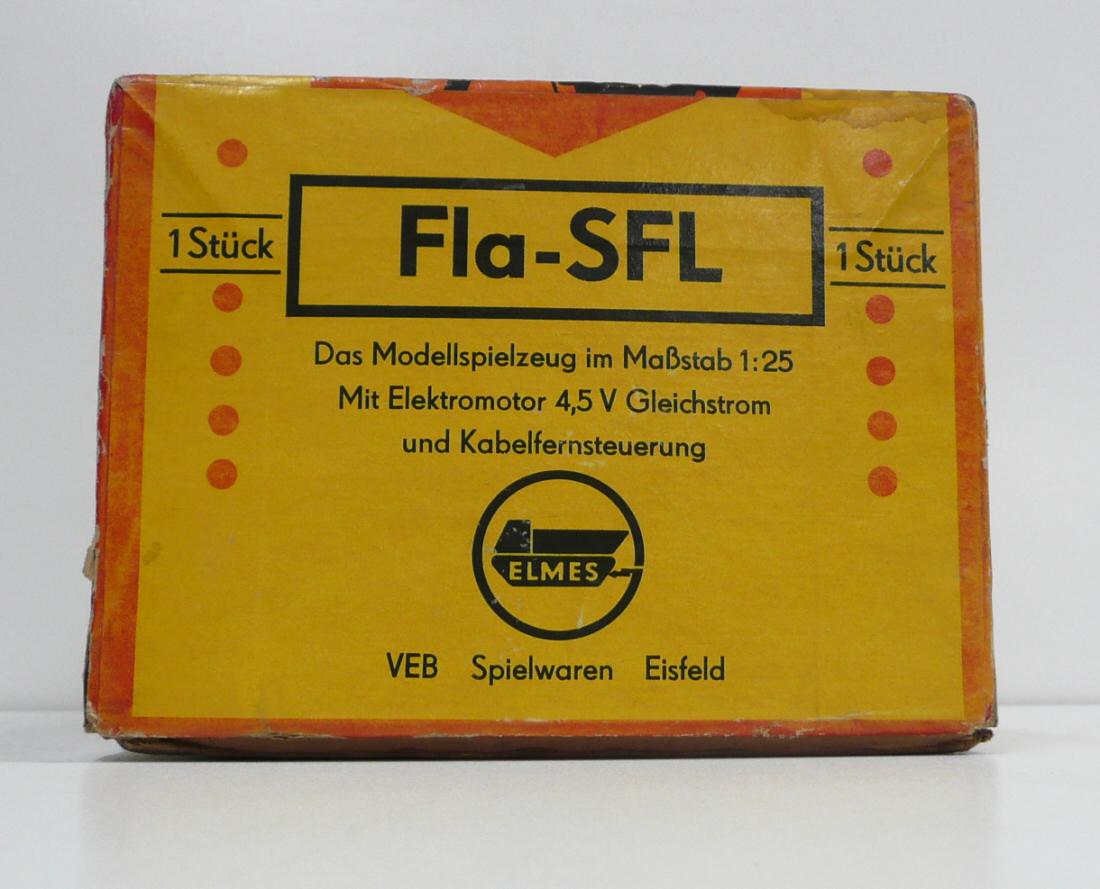 Fla-SFL
1 Stück
1 Stück
Das Modellspielzeug im Maßstab 1:25
Mit Elektromotor 4,5 V Gleichstrom
und Kabelfernsteuerung
ELMES
VEB Spielwaren Eisfeld